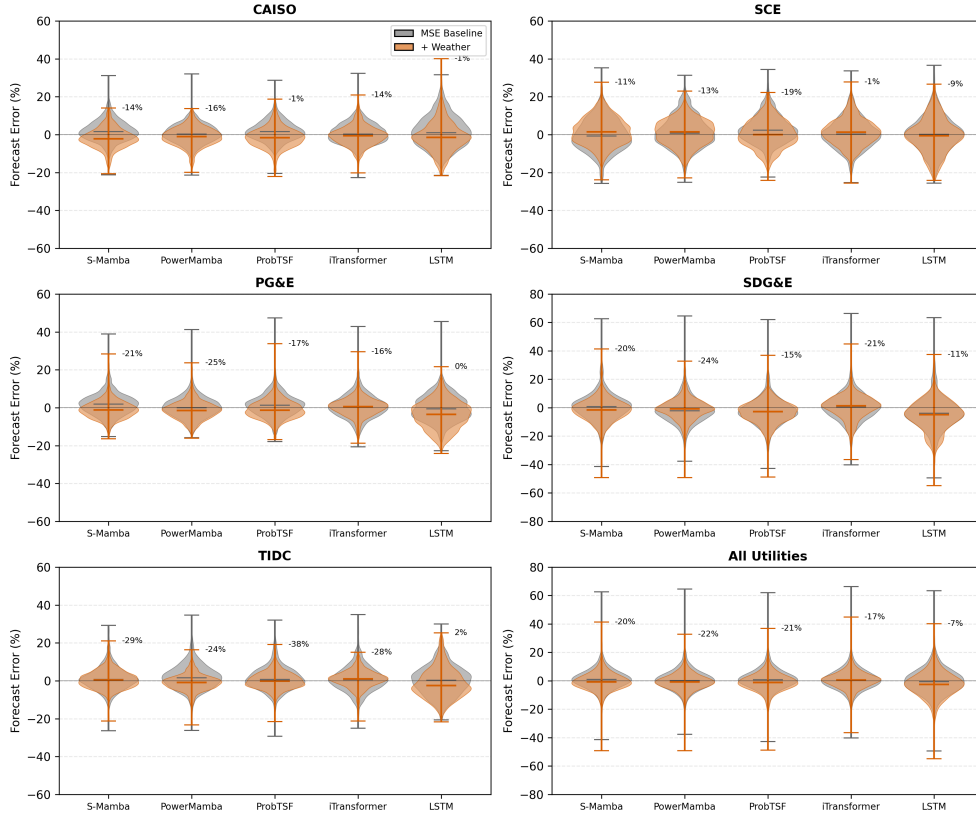 CAISO
60
40
20
0
−20
−40
−60
Forecast Error (%)
MSE Baseline
+ Weather
-14%
-16%
-1%
-14%
-1%
S-Mamba
PowerMamba
ProbTSF
iTransformer
LSTM
SCE
60
40
20
0
−20
−40
−60
Forecast Error (%)
-11%
-13%
-19%
-1%
-9%
S-Mamba
PowerMamba
ProbTSF
iTransformer
LSTM
PG&E
60
40
20
0
−20
−40
−60
Forecast Error (%)
-21%
-25%
-17%
-16%
0%
S-Mamba
PowerMamba
ProbTSF
iTransformer
LSTM
SDG&E
80
60
40
20
0
−20
−40
−60
−80
Forecast Error (%)
-20%
-24%
-15%
-21%
-11%
S-Mamba
PowerMamba
ProbTSF
iTransformer
LSTM
TIDC
60
40
20
0
−20
−40
−60
Forecast Error (%)
-29%
-24%
-38%
-28%
2%
S-Mamba
PowerMamba
ProbTSF
iTransformer
LSTM
All Utilities
80
60
40
20
0
−20
−40
−60
−80
Forecast Error (%)
-20%
-22%
-21%
-17%
-7%
S-Mamba
PowerMamba
ProbTSF
iTransformer
LSTM